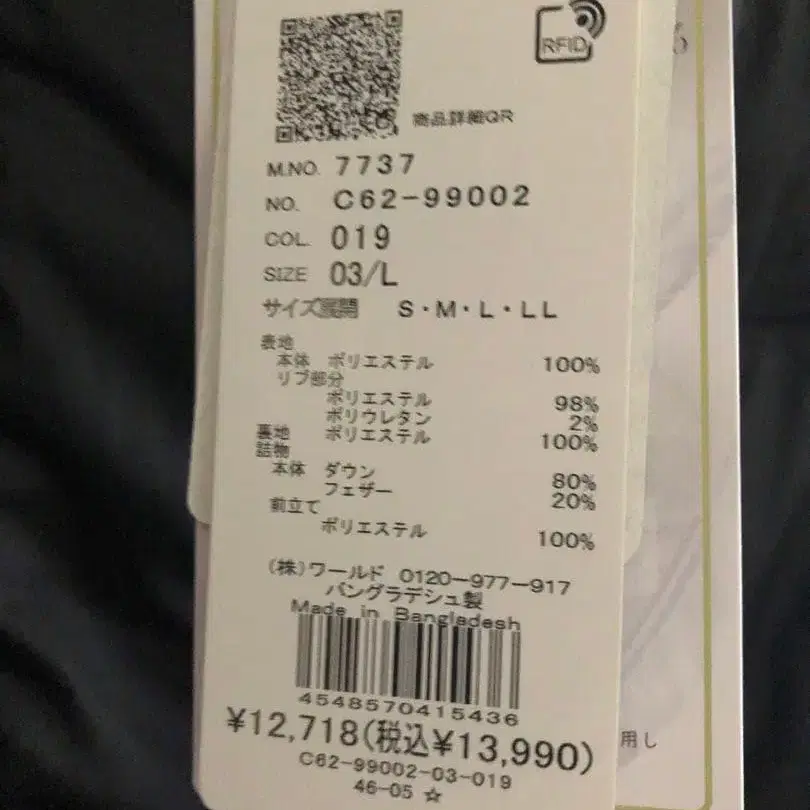 RFID
商品詳細QR
M.NO. 7737
NO. C62-99002
COL. 019
SIZE 03/L
サイズ展開 S・M・L・LL
表地
本体 ポリエステル 100%
リブ部分
ポリエステル 98%
ポリウレタン 2%
裏地 ポリエステル 100%
詰物
本体 ダウン 80%
フェザー 20%
前立て
ポリエステル 100%
(株)ワールド 0120-977-917
バングラデシュ製
Made in Bangladesh
4548570415436
¥12,718(税込¥13,990)
用し
C62-99002-03-019
46-05 ☆